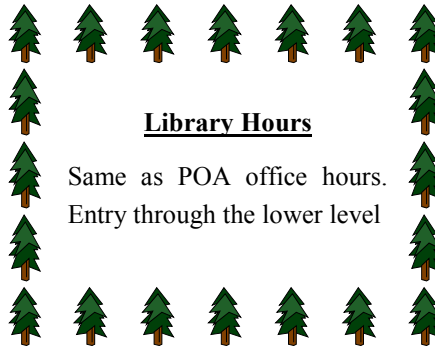 Library Hours
Same as POA office hours.
Entry through the lower level